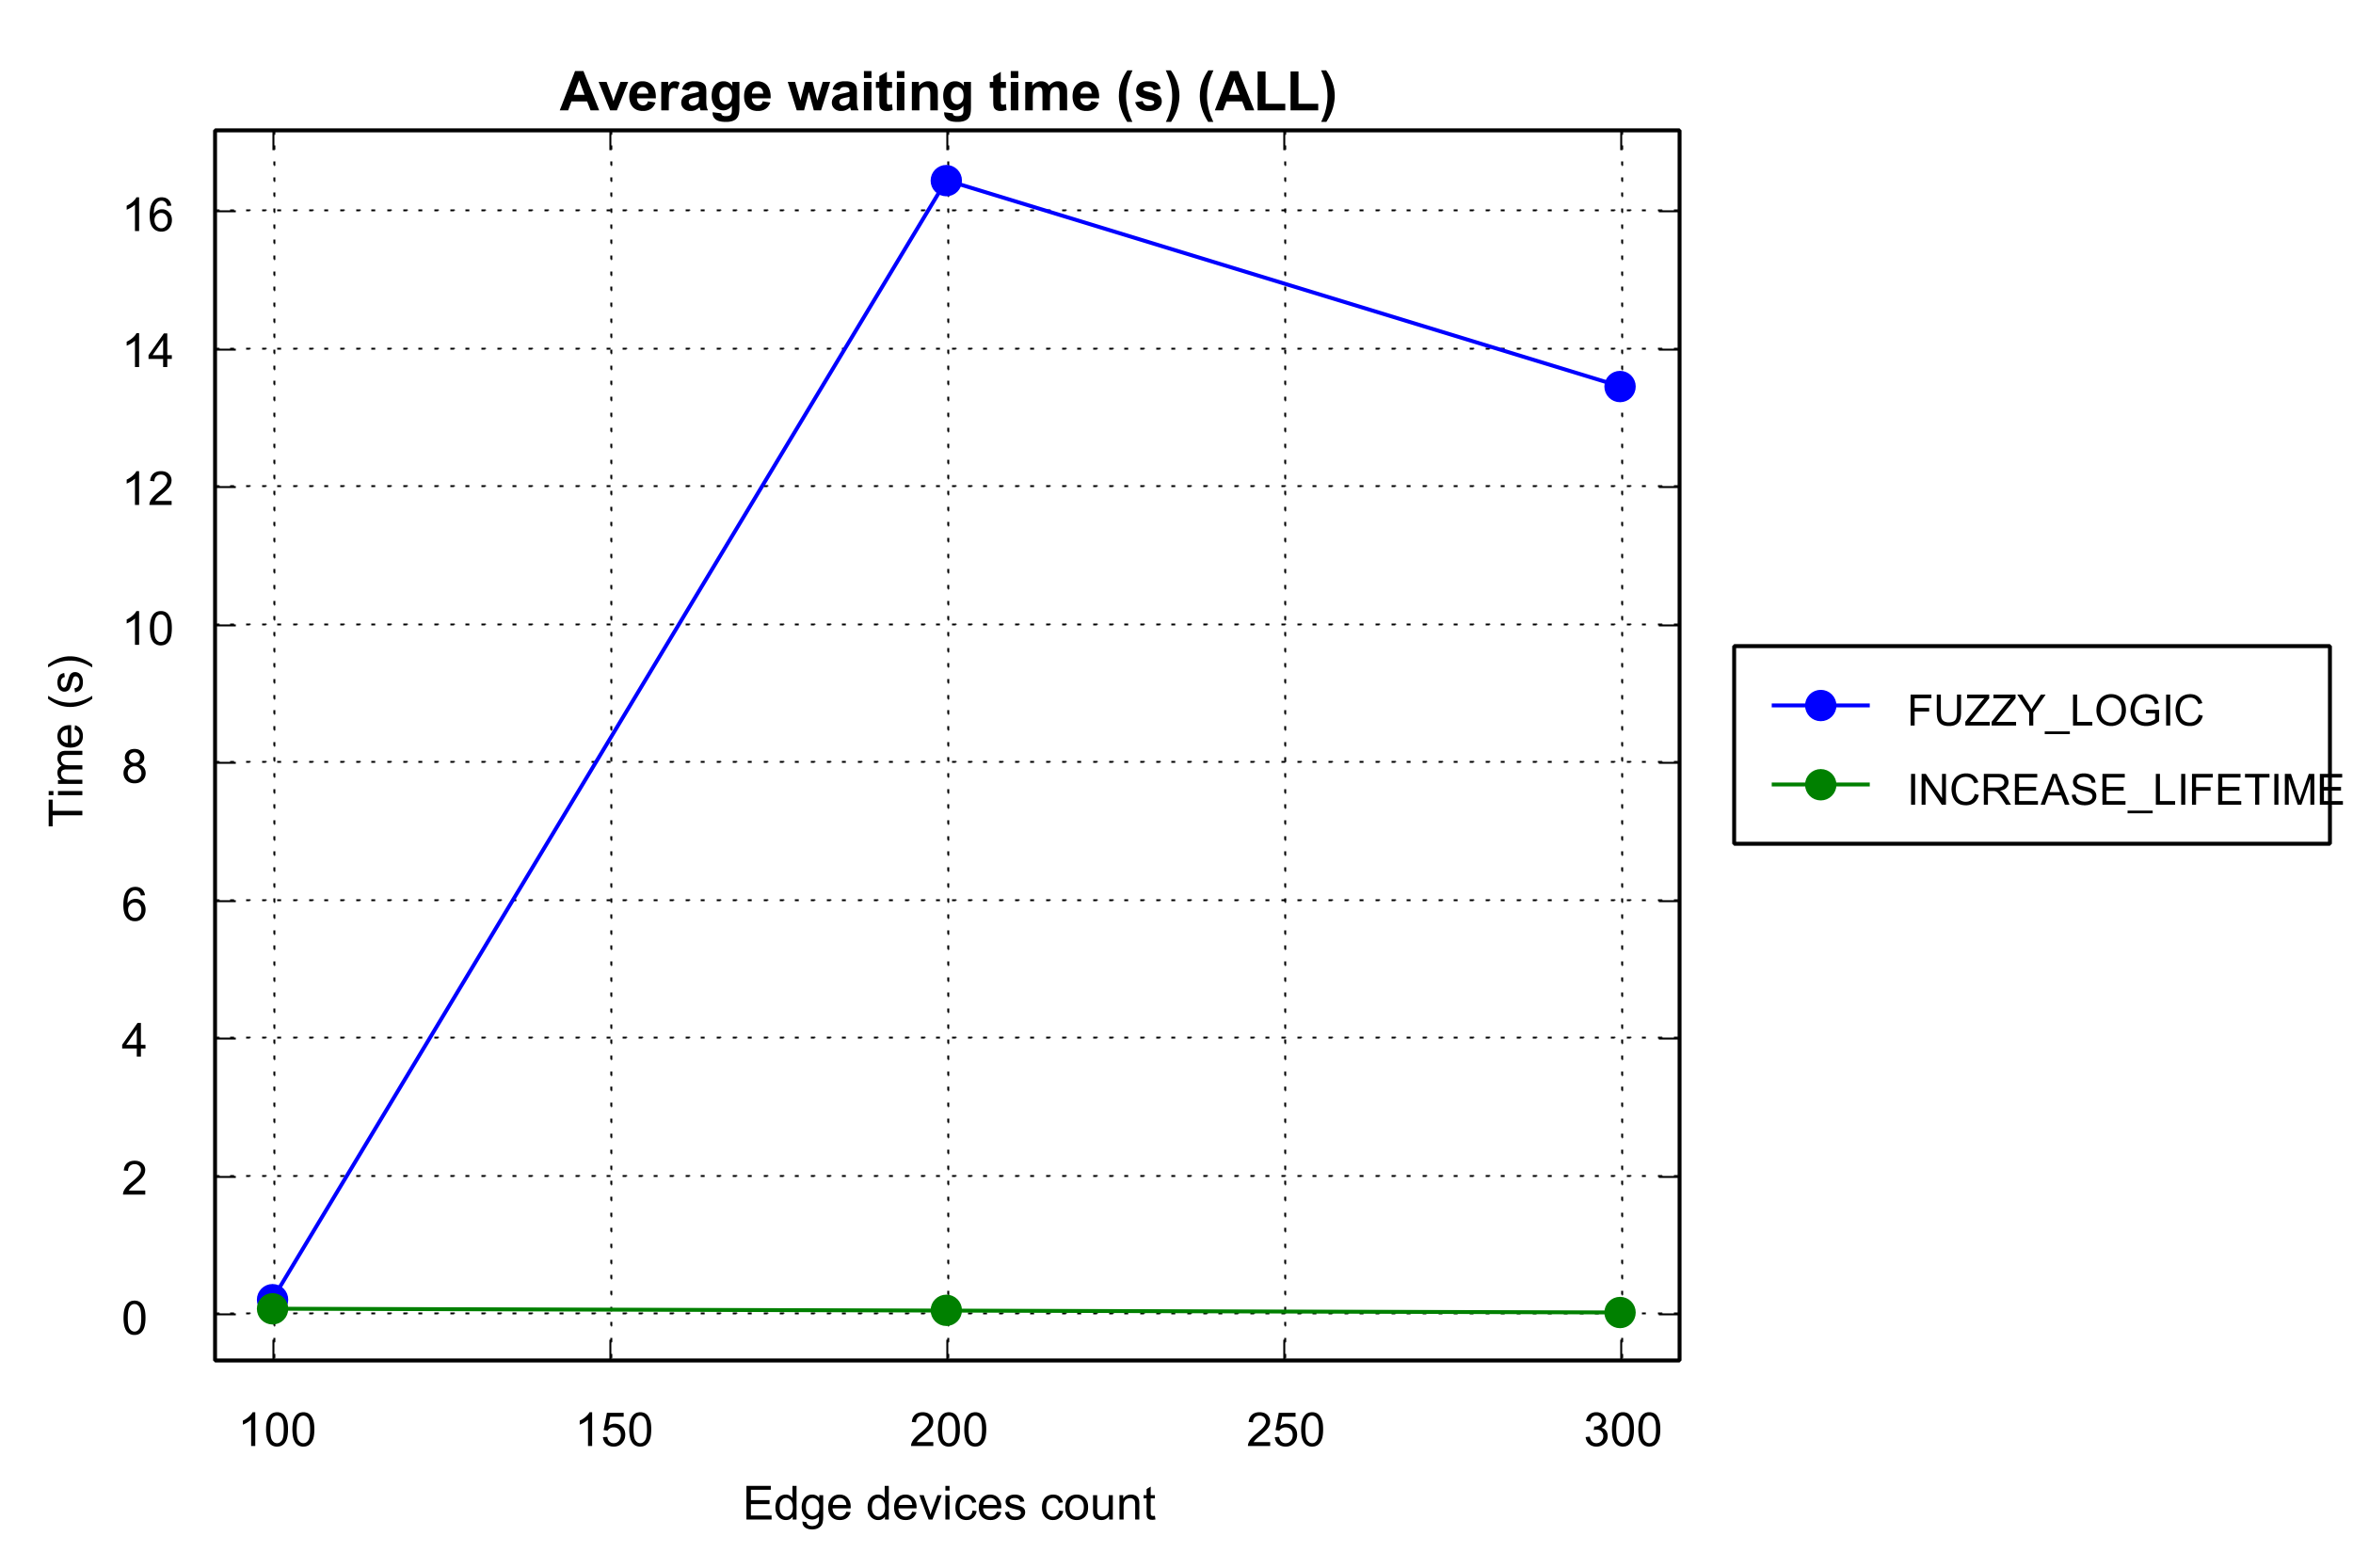 Average waiting time (s) (ALL)
16
14
12
10
8
6
4
2
0
Time (s)
100 150 200 250 300
Edge devices count
FUZZY_LOGIC
INCREASE_LIFETIME